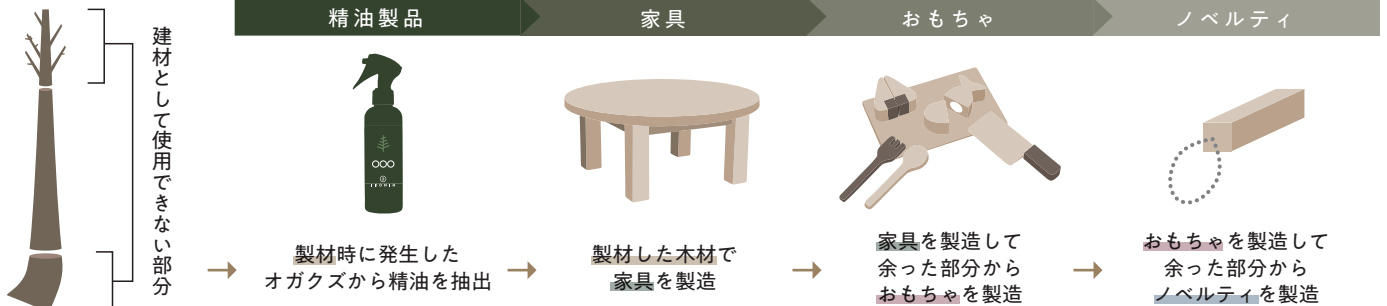 建材として使用できない部分
精油製品
家具
おもちゃ
ノベルティ
製材時に発生した
オガクズから精油を抽出
製材した木材で
家具を製造
家具を製造して
余った部分から
おもちゃを製造
おもちゃを製造して
余った部分から
ノベルティを製造